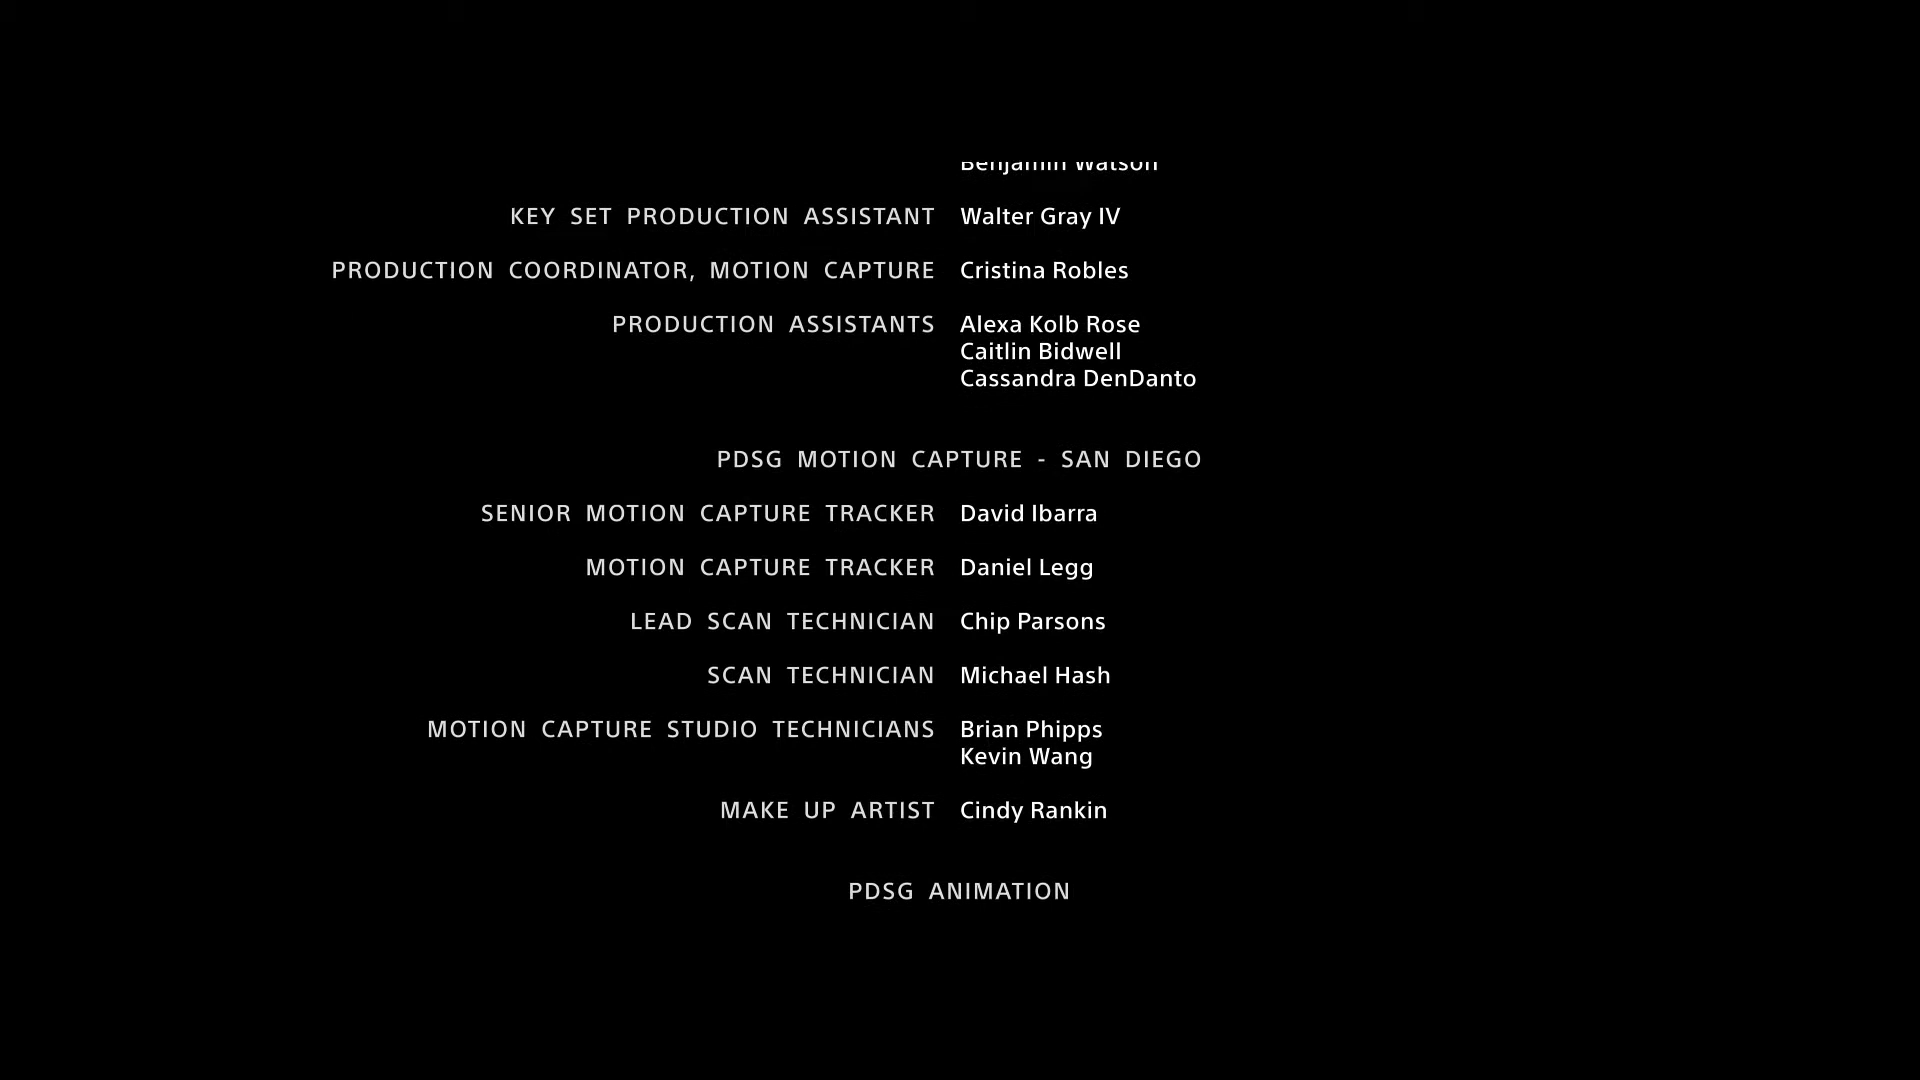 Benjamin Watson
KEY SET PRODUCTION ASSISTANT Walter Gray IV
PRODUCTION COORDINATOR, MOTION CAPTURE Cristina Robles
PRODUCTION ASSISTANTS Alexa Kolb Rose
Caitlin Bidwell
Cassandra DenDanto
PDSG MOTION CAPTURE - SAN DIEGO
SENIOR MOTION CAPTURE TRACKER David Ibarra
MOTION CAPTURE TRACKER Daniel Legg
LEAD SCAN TECHNICIAN Chip Parsons
SCAN TECHNICIAN Michael Hash
MOTION CAPTURE STUDIO TECHNICIANS Brian Phipps
Kevin Wang
MAKE UP ARTIST Cindy Rankin
PDSG ANIMATION